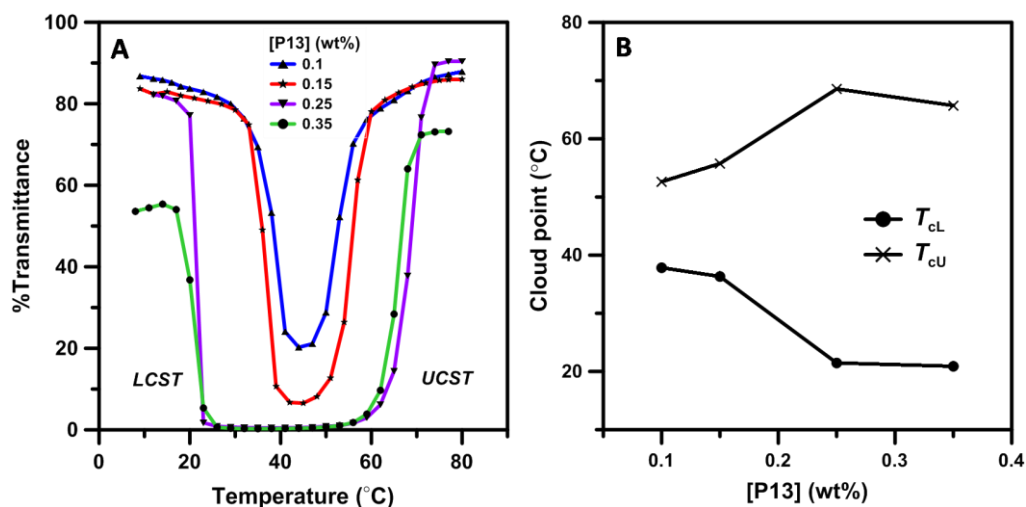 A
[P13] (wt%)
0.1
0.15
0.25
0.35
LCST
UCST
%Transmittance
100
80
60
40
20
0
0 20 40 60 80
Temperature (°C)
B
Cloud point (°C)
80
60
40
20
TcL
TcU
0.1 0.2 0.3 0.4
[P13] (wt%)